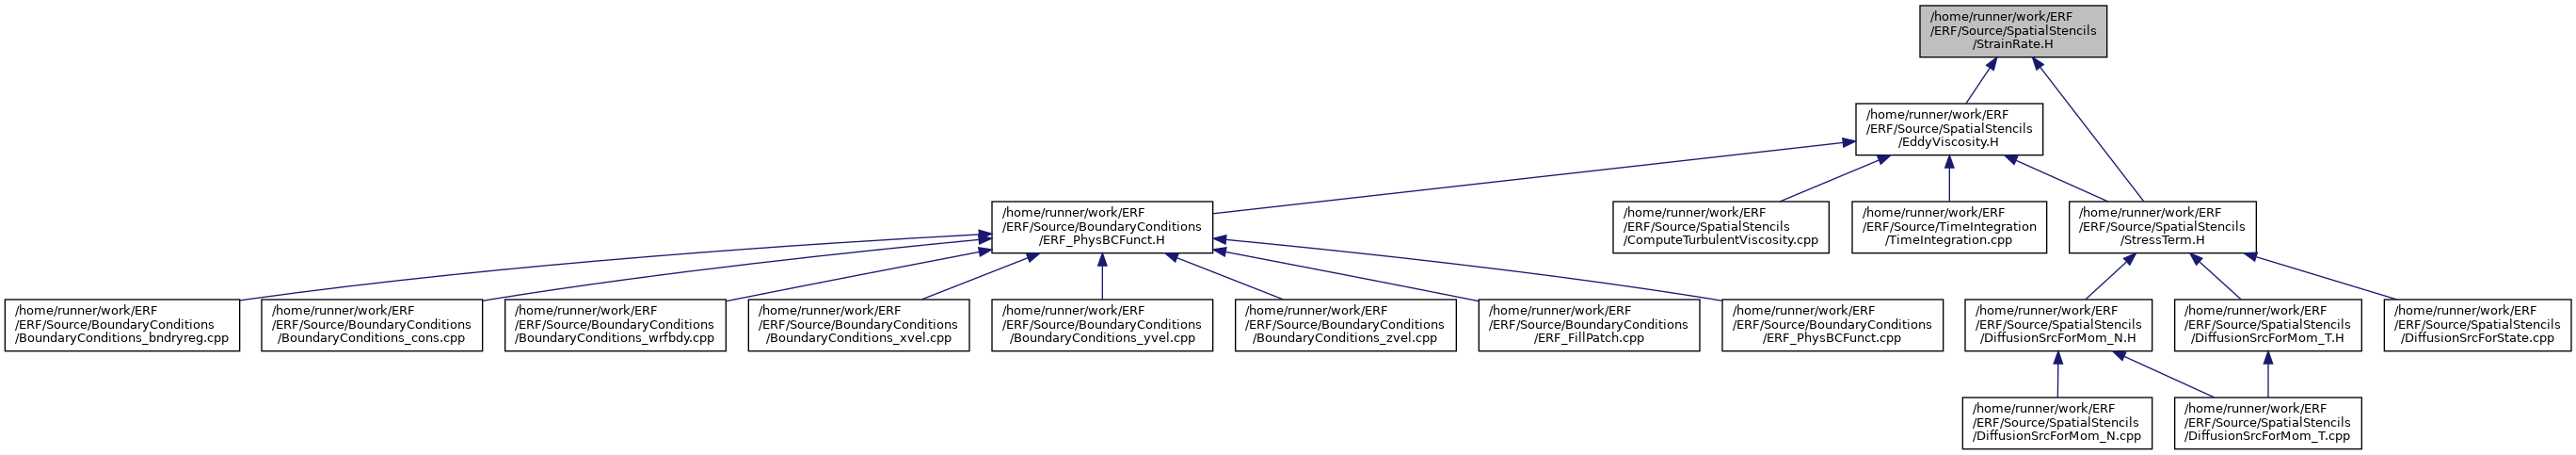 /home/runner/work/ERF
/ERF/Source/SpatialStencils
/StrainRate.H
/home/runner/work/ERF
/ERF/Source/SpatialStencils
/EddyViscosity.H
/home/runner/work/ERF
/ERF/Source/BoundaryConditions
/ERF_PhysBCFunct.H
/home/runner/work/ERF
/ERF/Source/SpatialStencils
/ComputeTurbulentViscosity.cpp
/home/runner/work/ERF
/ERF/Source/TimeIntegration
/TimeIntegration.cpp
/home/runner/work/ERF
/ERF/Source/SpatialStencils
/StressTerm.H
/home/runner/work/ERF
/ERF/Source/BoundaryConditions
/BoundaryConditions_bndryreg.cpp
/home/runner/work/ERF
/ERF/Source/BoundaryConditions
/BoundaryConditions_cons.cpp
/home/runner/work/ERF
/ERF/Source/BoundaryConditions
/BoundaryConditions_wrfbdy.cpp
/home/runner/work/ERF
/ERF/Source/BoundaryConditions
/BoundaryConditions_xvel.cpp
/home/runner/work/ERF
/ERF/Source/BoundaryConditions
/BoundaryConditions_yvel.cpp
/home/runner/work/ERF
/ERF/Source/BoundaryConditions
/BoundaryConditions_zvel.cpp
/home/runner/work/ERF
/ERF/Source/BoundaryConditions
/ERF_FillPatch.cpp
/home/runner/work/ERF
/ERF/Source/BoundaryConditions
/ERF_PhysBCFunct.cpp
/home/runner/work/ERF
/ERF/Source/SpatialStencils
/DiffusionSrcForMom_N.H
/home/runner/work/ERF
/ERF/Source/SpatialStencils
/DiffusionSrcForMom_T.H
/home/runner/work/ERF
/ERF/Source/SpatialStencils
/DiffusionSrcForState.cpp
/home/runner/work/ERF
/ERF/Source/SpatialStencils
/DiffusionSrcForMom_N.cpp
/home/runner/work/ERF
/ERF/Source/SpatialStencils
/DiffusionSrcForMom_T.cpp